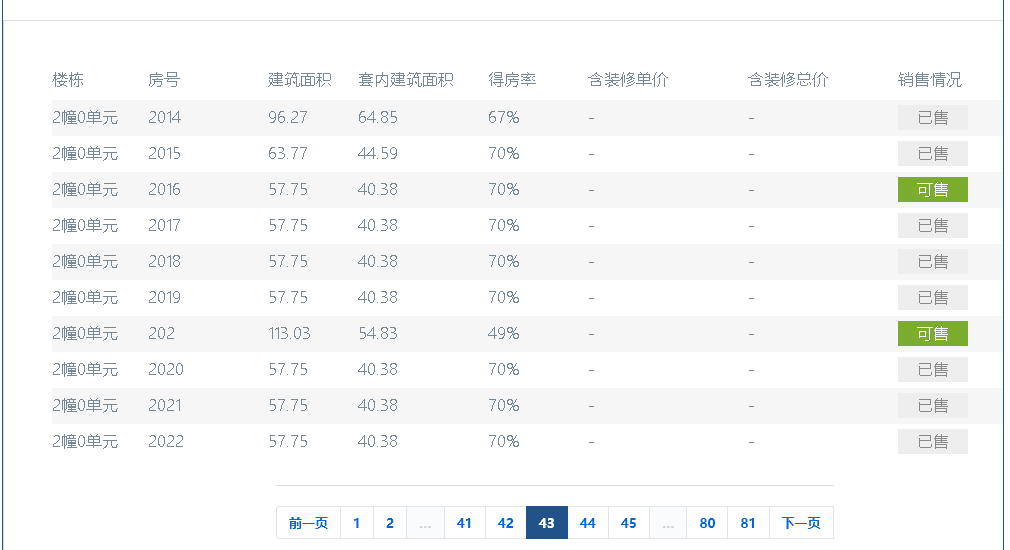 楼栋 房号 建筑面积 套内建筑面积 得房率 含装修单价 含装修总价 销售情况
2幢0单元 2014 96.27 64.85 67% - - 已售
2幢0单元 2015 63.77 44.59 70% - - 已售
2幢0单元 2016 57.75 40.38 70% - - 可售
2幢0单元 2017 57.75 40.38 70% - - 已售
2幢0单元 2018 57.75 40.38 70% - - 已售
2幢0单元 2019 57.75 40.38 70% - - 已售
2幢0单元 202 113.03 54.83 49% - - 可售
2幢0单元 2020 57.75 40.38 70% - - 已售
2幢0单元 2021 57.75 40.38 70% - - 已售
2幢0单元 2022 57.75 40.38 70% - - 已售
前一页 1 2 ... 41 42 43 44 45 ... 80 81 下一页